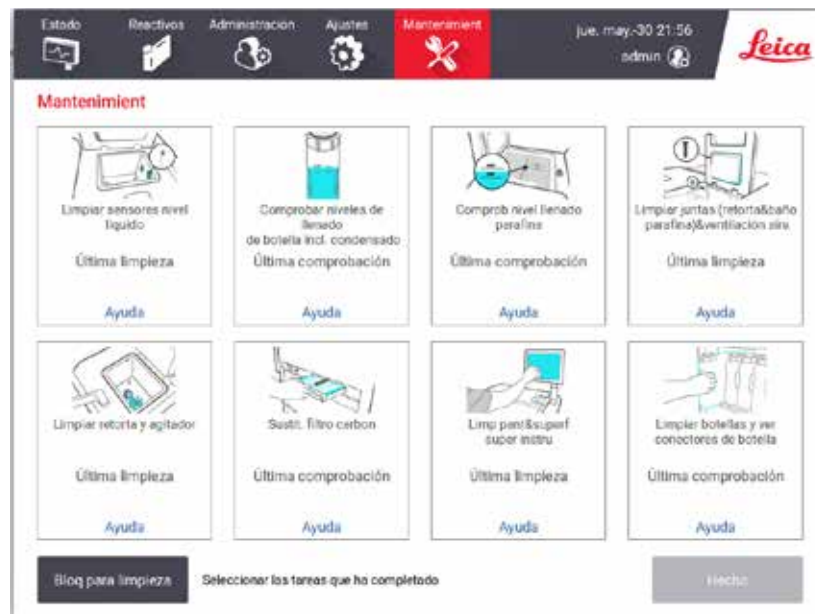 Estado
Reactivos
Administración
Ajustes
Mantenimient
jue. may.-30 21:56
admin
Leica
Mantenimient
Limpiar sensores nivel
líquido
Última limpieza
Ayuda
Comprobar niveles de
llenado
de botella incl. condensado
Última comprobación
Ayuda
Comprob nivel llenado
parafina
Última comprobación
Ayuda
Limpiar juntas (retorta&baño
parafina)&ventilación aire
Última limpieza
Ayuda
Limpiar retorta y agitador
Última limpieza
Ayuda
Sustit. filtro carbon
Última comprobación
Ayuda
Limp pant&superf
super instru
Última limpieza
Ayuda
Limpiar botellas y ver
conectores de botella
Última comprobación
Ayuda
Bloq para limpieza
Seleccionar las tareas que ha completado
Hecho